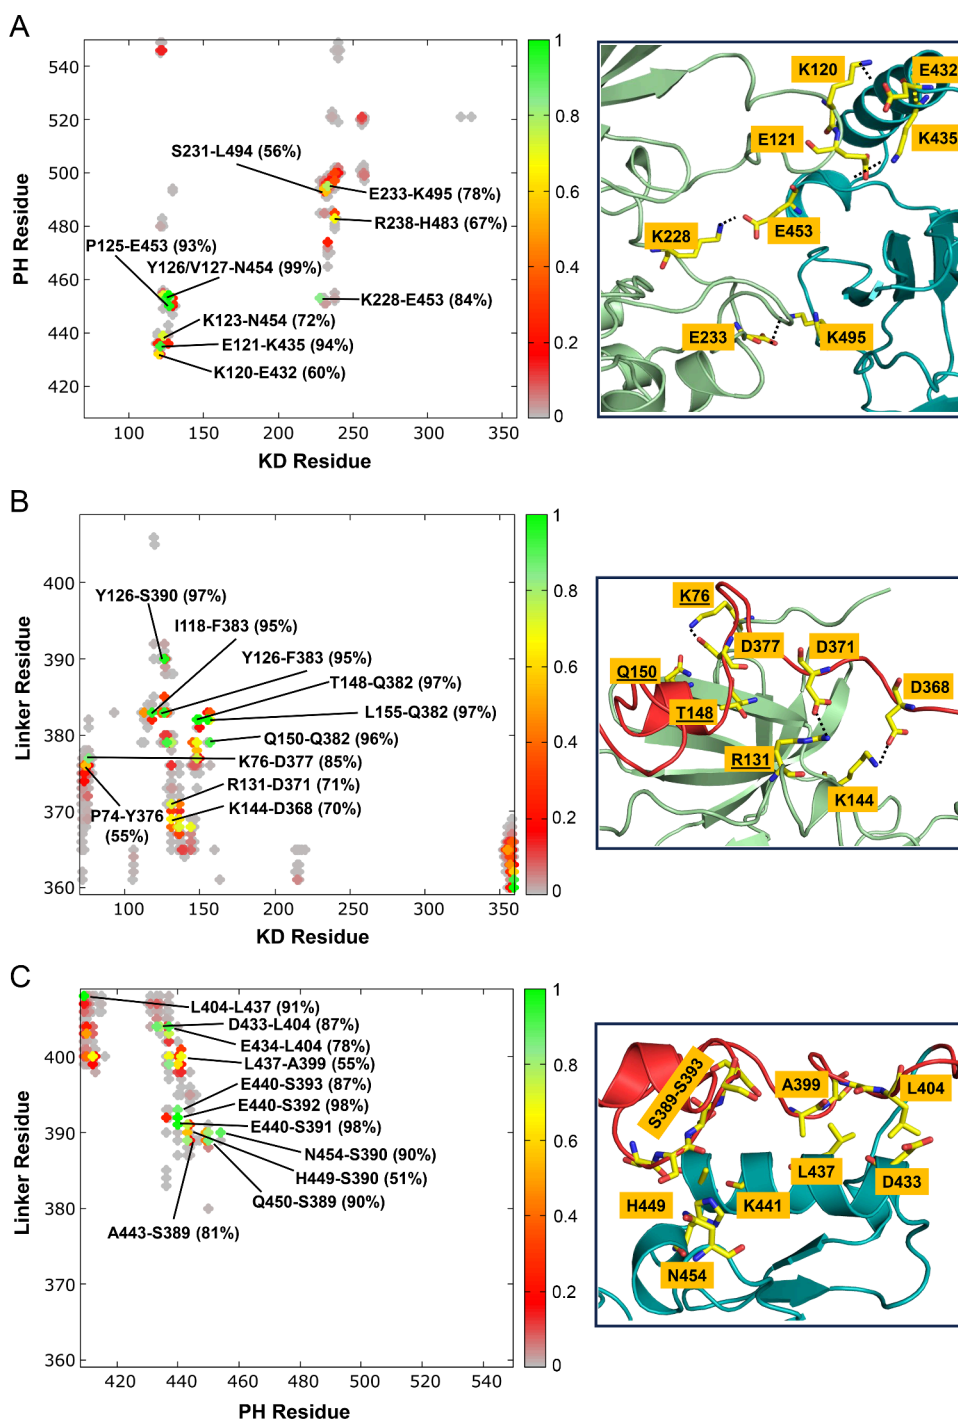 A
PH Residue
540
520
500
480
460
440
420
S231-L494 (56%)
E233-K495 (78%)
R238-H483 (67%)
P125-E453 (93%)
Y126/V127-N454 (99%)
K228-E453 (84%)
K123-N454 (72%)
E121-K435 (94%)
K120-E432 (60%)
100 150 200 250 300 350
KD Residue
1
0.8
0.6
0.4
0.2
0
K120
E432
E121
K435
K228
E453
E233
K495
B
Linker Residue
400
390
380
370
360
Y126-S390 (97%)
I118-F383 (95%)
Y126-F383 (95%)
T148-Q382 (97%)
L155-Q382 (97%)
Q150-Q382 (96%)
K76-D377 (85%)
R131-D371 (71%)
K144-D368 (70%)
P74-Y376
(55%)
100 150 200 250 300 350
KD Residue
1
0.8
0.6
0.4
0.2
0
K76
D377
D371
Q150
D368
T148
R131
K144
C
Linker Residue
400
390
380
370
360
L404-L437 (91%)
D433-L404 (87%)
E434-L404 (78%)
L437-A399 (55%)
E440-S393 (87%)
E440-S392 (98%)
E440-S391 (98%)
N454-S390 (90%)
H449-S390 (51%)
Q450-S389 (90%)
A443-S389 (81%)
420 440 460 480 500 520 540
PH Residue
1
0.8
0.6
0.4
0.2
0
S389-S393
A399
L404
L437
D433
H449
K441
N454